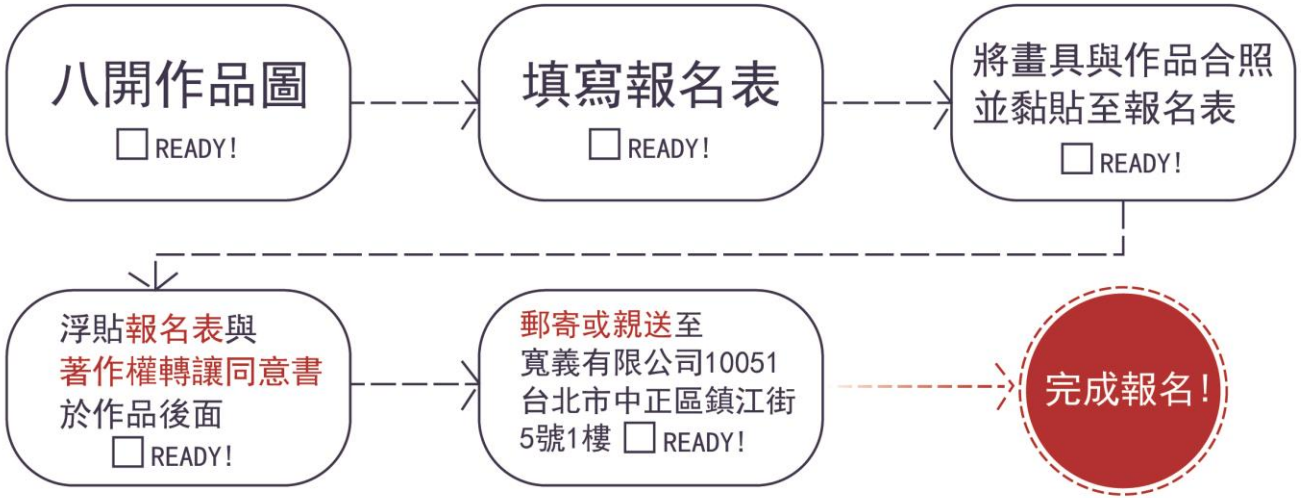 八開作品圖
□ READY!
填寫報名表
□ READY!
將畫具與作品合照
並黏貼至報名表
□ READY!
浮貼報名表與
著作權轉讓同意書
於作品後面
□ READY!
郵寄或親送至
寬義有限公司10051
台北市中正區鎮江街
5號1樓 □ READY!
完成報名!